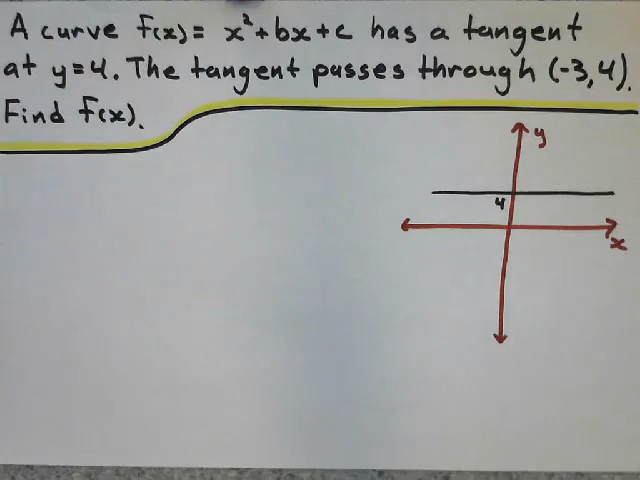 A curve f(x) = x²+bx+c has a tangent
at y=4. The tangent passes through (-3,4).
Find f(x).
y
4
x